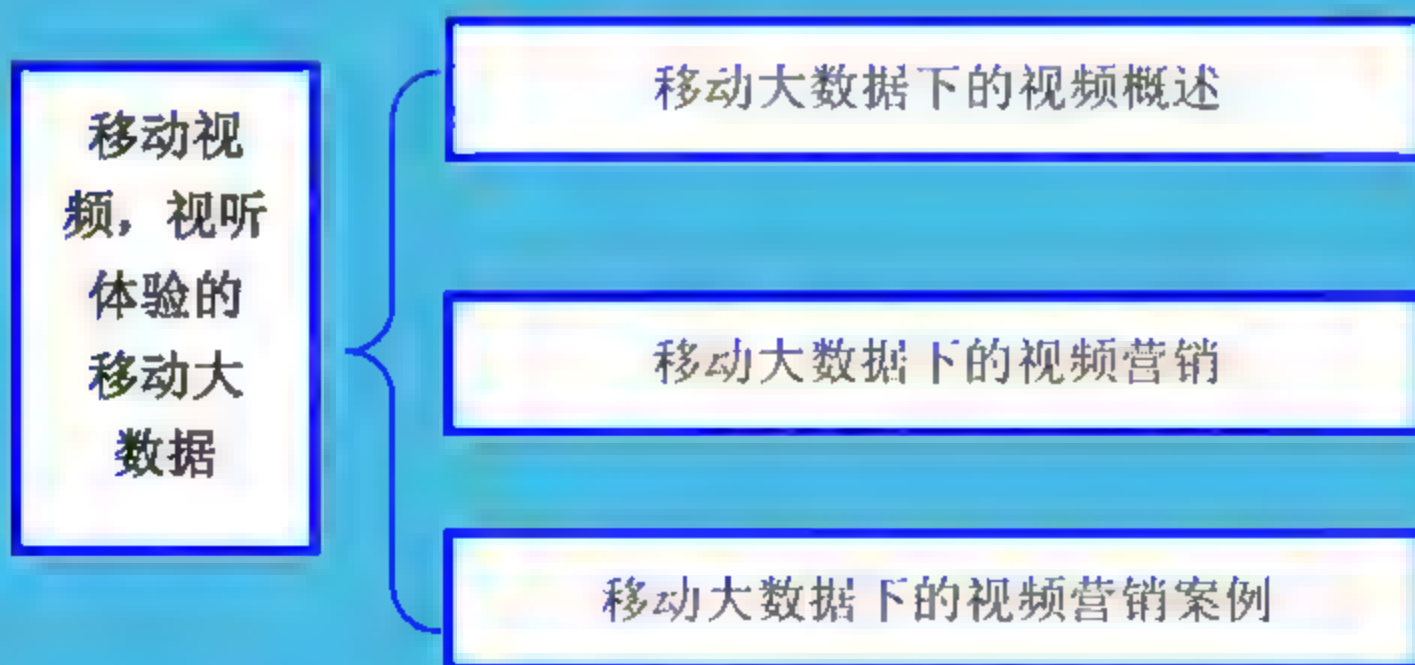 移动视
频，视听
体验的
移动大
数据
移动大数据下的视频概述
移动大数据下的视频营销
移动大数据下的视频营销案例